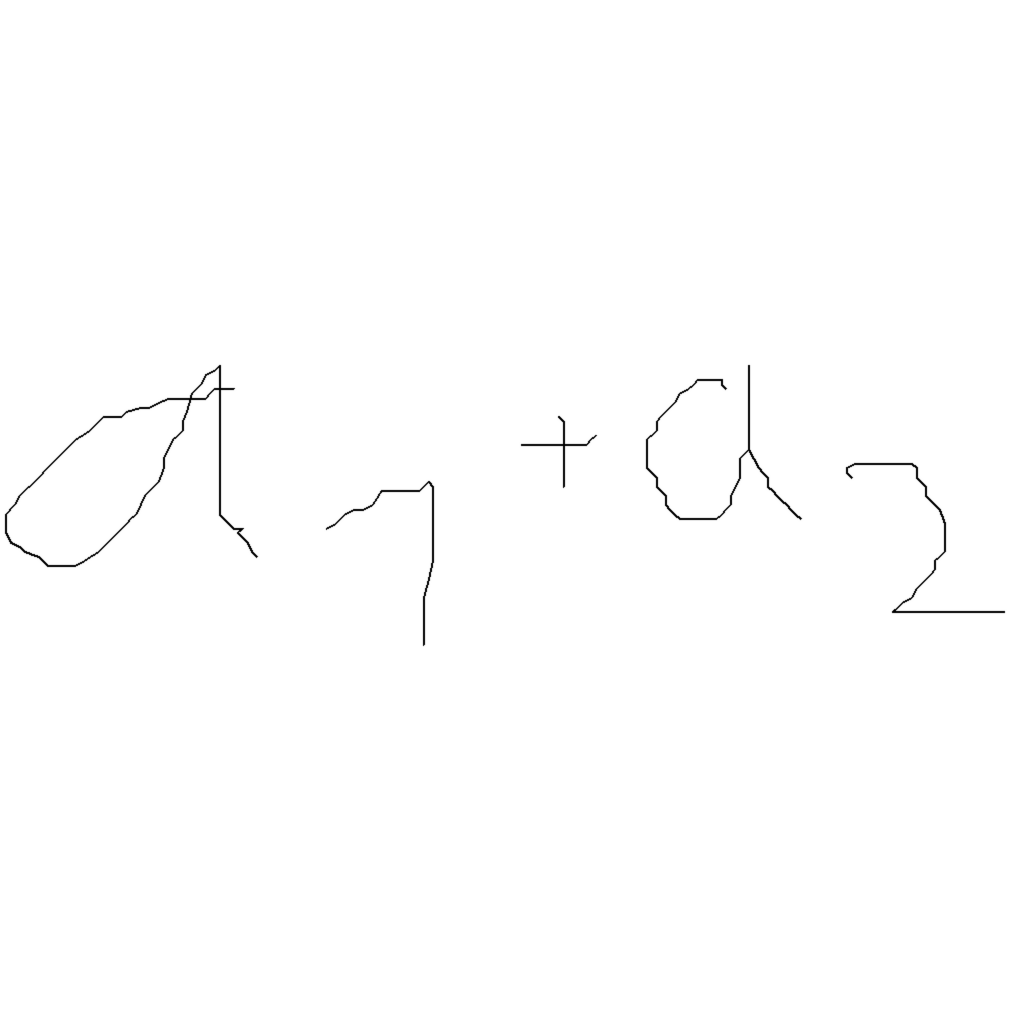 a₁ + a₂